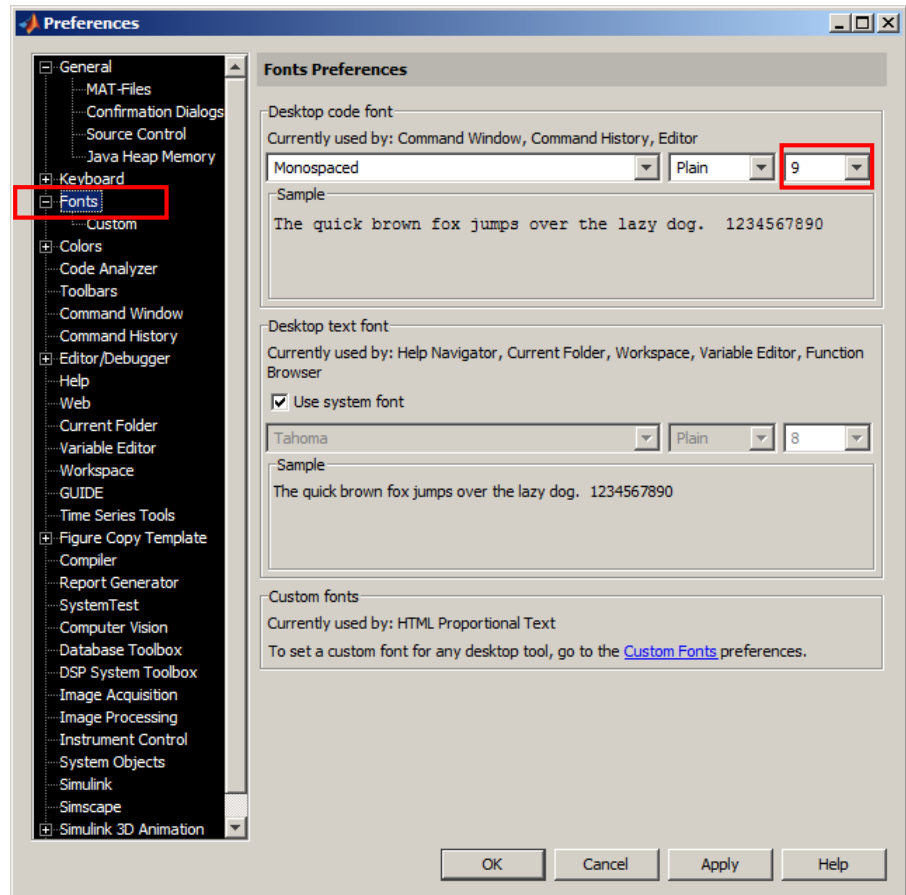 Preferences
General
MAT-Files
Confirmation Dialogs
Source Control
Java Heap Memory
Keyboard
Fonts
Custom
Colors
Code Analyzer
Toolbars
Command Window
Command History
Editor/Debugger
Help
Web
Current Folder
Variable Editor
Workspace
GUIDE
Time Series Tools
Figure Copy Template
Compiler
Report Generator
SystemTest
Computer Vision
Database Toolbox
DSP System Toolbox
Image Acquisition
Image Processing
Instrument Control
System Objects
Simulink
Simscape
Simulink 3D Animation
Fonts Preferences
Desktop code font
Currently used by: Command Window, Command History, Editor
Monospaced Plain 9
Sample
The quick brown fox jumps over the lazy dog. 1234567890
Desktop text font
Currently used by: Help Navigator, Current Folder, Workspace, Variable Editor, Function
Browser
Use system font
Tahoma Plain 8
Sample
The quick brown fox jumps over the lazy dog. 1234567890
Custom fonts
Currently used by: HTML Proportional Text
To set a custom font for any desktop tool, go to the Custom Fonts preferences.
OK Cancel Apply Help